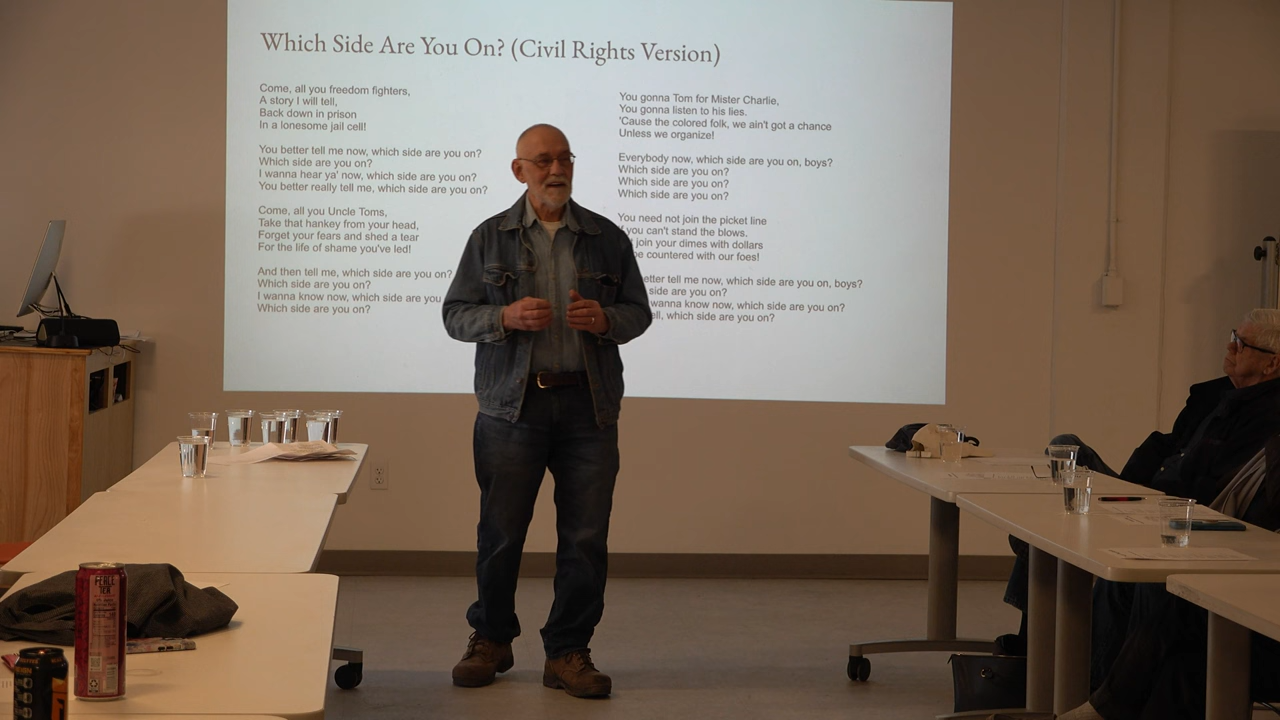 Which Side Are You On? (Civil Rights Version)
Come, all you freedom fighters,
A story I will tell,
Back down in prison
In a lonesome jail cell!
You better tell me now, which side are you on?
Which side are you on?
I wanna hear ya' now, which side are you on?
You better really tell me, which side are you on?
Come, all you Uncle Toms,
Take that hankey from your head,
Forget your fears and shed a tear
For the life of shame you've led!
And then tell me, which side are you on?
Which side are you on?
I wanna know now, which side are you
Which side are you on?
You gonna Tom for Mister Charlie,
You gonna listen to his lies.
'Cause the colored folk, we ain't got a chance
Unless we organize!
Everybody now, which side are you on, boys?
Which side are you on?
Which side are you on?
Which side are you on?
You need not join the picket line
you can't stand the blows.
join your dimes with dollars
be countered with our foes!
etter tell me now, which side are you on, boys?
side are you on?
wanna know now, which side are you on?
ell, which side are you on?